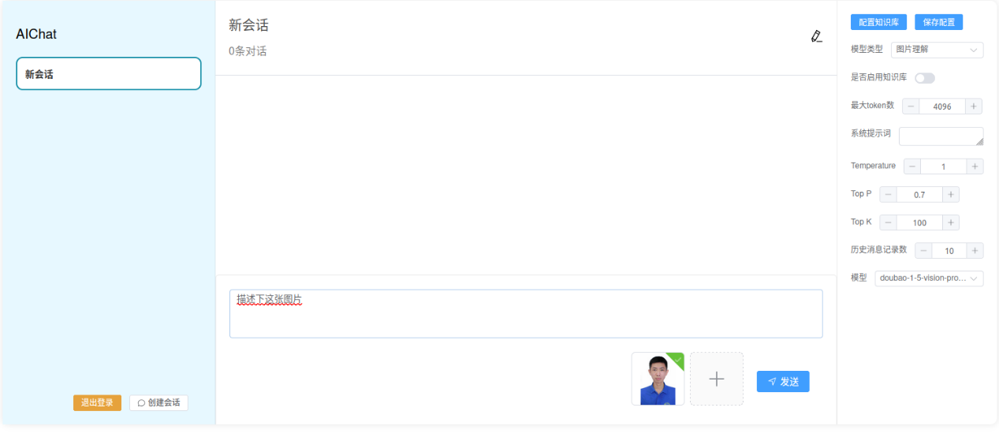 AIChat
新会话
退出登录
创建会话
新会话
0条对话
描述下这张图片
发送
配置知识库 保存配置
模型类型 图片理解
是否启用知识库
最大token数 4096
系统提示词
Temperature 1
Top P 0.7
Top K 100
历史消息记录数 10
模型 doubao-1-5-vision-pro...